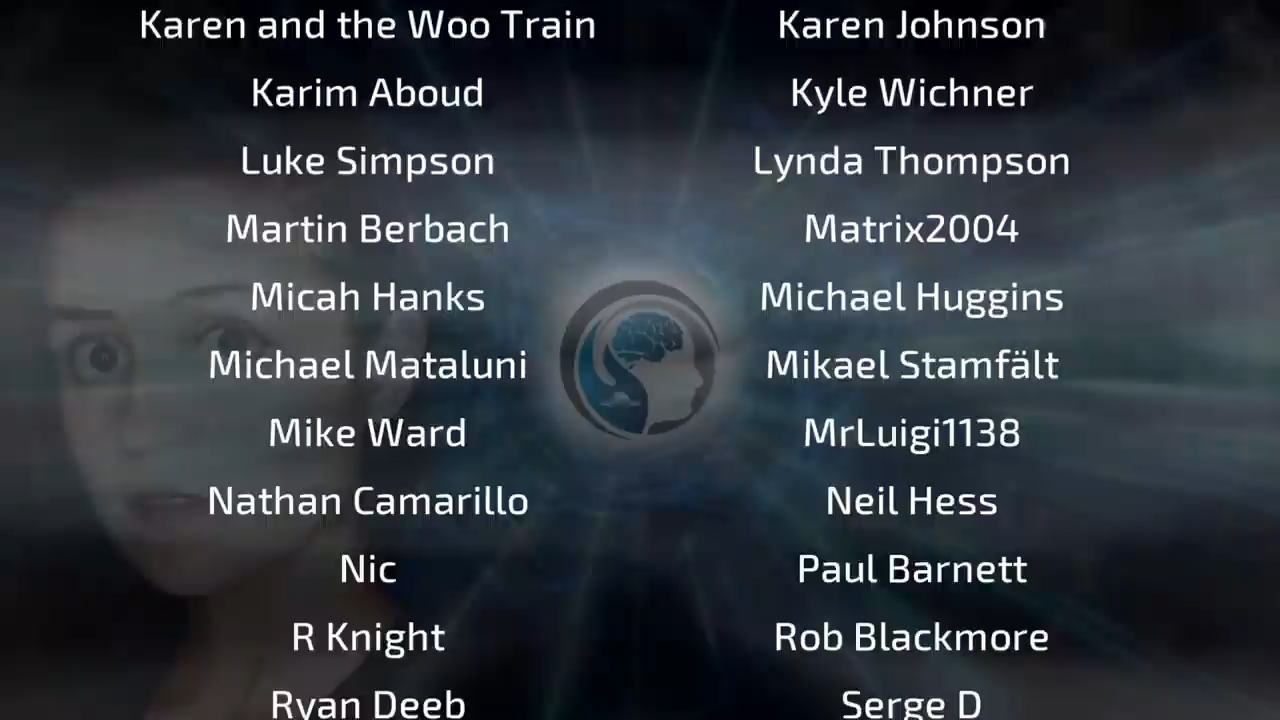 Karen and the Woo Train
Karen Johnson
Karim Aboud
Kyle Wichner
Luke Simpson
Lynda Thompson
Martin Berbach
Matrix2004
Micah Hanks
Michael Huggins
Michael Mataluni
Mikael Stamfält
Mike Ward
MrLuigi1138
Nathan Camarillo
Neil Hess
Nic
Paul Barnett
R Knight
Rob Blackmore
Ryan Deeb
Serge D